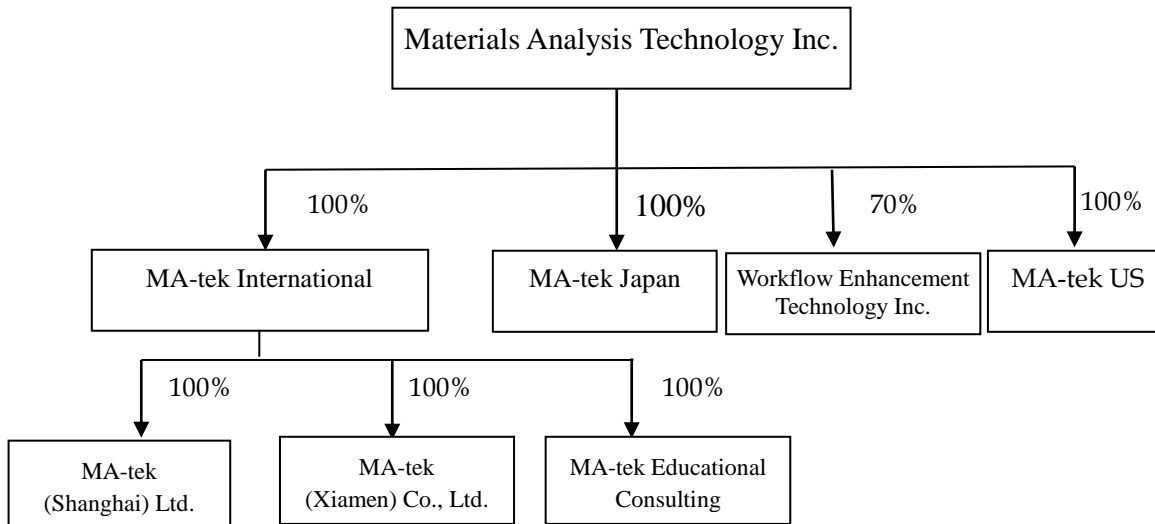 Materials Analysis Technology Inc.
100%
100%
70%
100%
MA-tek International
MA-tek Japan
Workflow Enhancement
Technology Inc.
MA-tek US
100%
100%
100%
MA-tek
(Shanghai) Ltd.
MA-tek
(Xiamen) Co., Ltd.
MA-tek Educational
Consulting